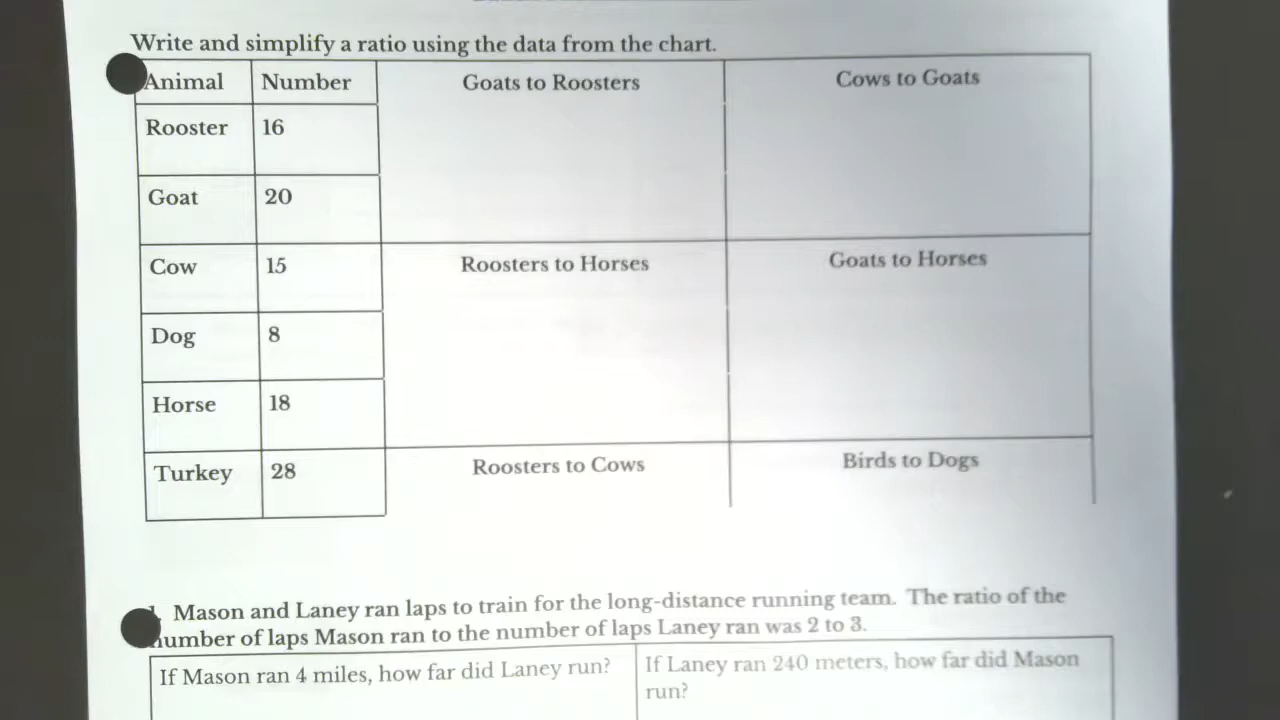 Write and simplify a ratio using the data from the chart.
Animal Number Goats to Roosters Cows to Goats
Rooster 16
Goat 20
Cow 15 Roosters to Horses Goats to Horses
Dog 8
Horse 18
Turkey 28 Roosters to Cows Birds to Dogs
Mason and Laney ran laps to train for the long-distance running team. The ratio of the
number of laps Mason ran to the number of laps Laney ran was 2 to 3.
If Mason ran 4 miles, how far did Laney run?
If Laney ran 240 meters, how far did Mason
run?